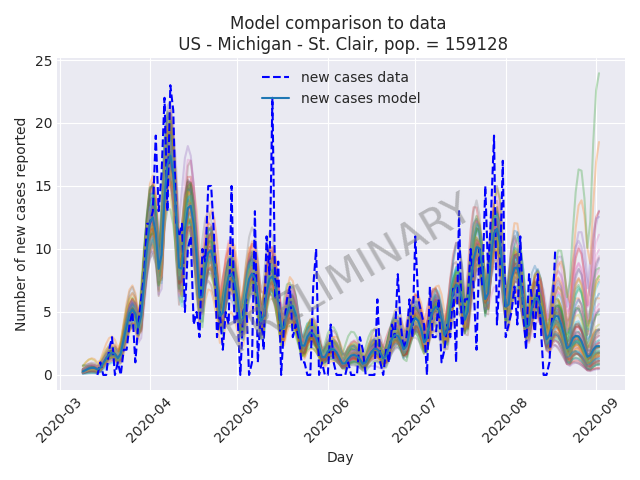 Model comparison to data
US - Michigan - St. Clair, pop. = 159128
new cases data
new cases model
Number of new cases reported
25
20
15
10
5
0
PRELIMINARY
2020-03
2020-04
2020-05
2020-06
2020-07
2020-08
2020-09
Day